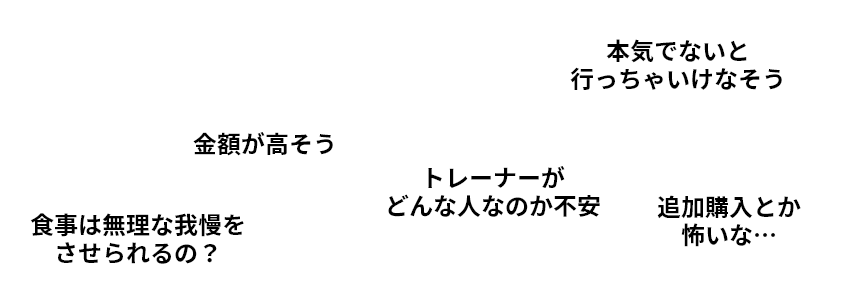 本気でないと
行っちゃいけなそう
金額が高そう
トレーナーが
どんな人なのか不安
追加購入とか
怖いな…
食事は無理な我慢を
させられるの？